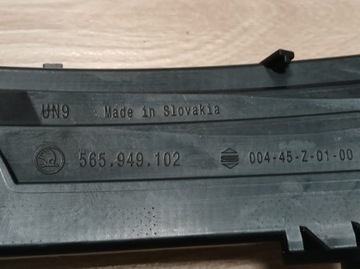 UN9 Made in Slovakia
565.949.102 004-45-Z-01-00